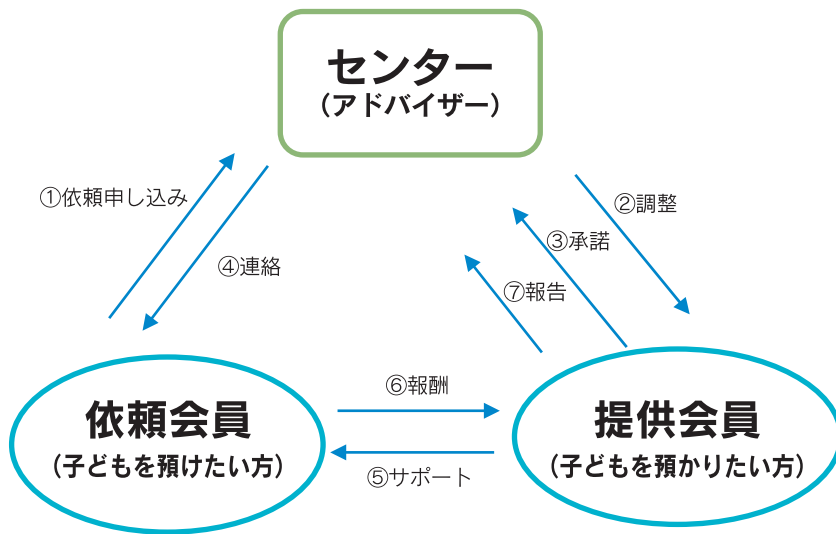 センター
（アドバイザー）
①依頼申し込み
④連絡
②調整
③承諾
⑦報告
⑥報酬
⑤サポート
依頼会員
（子どもを預けたい方）
提供会員
（子どもを預かりたい方）